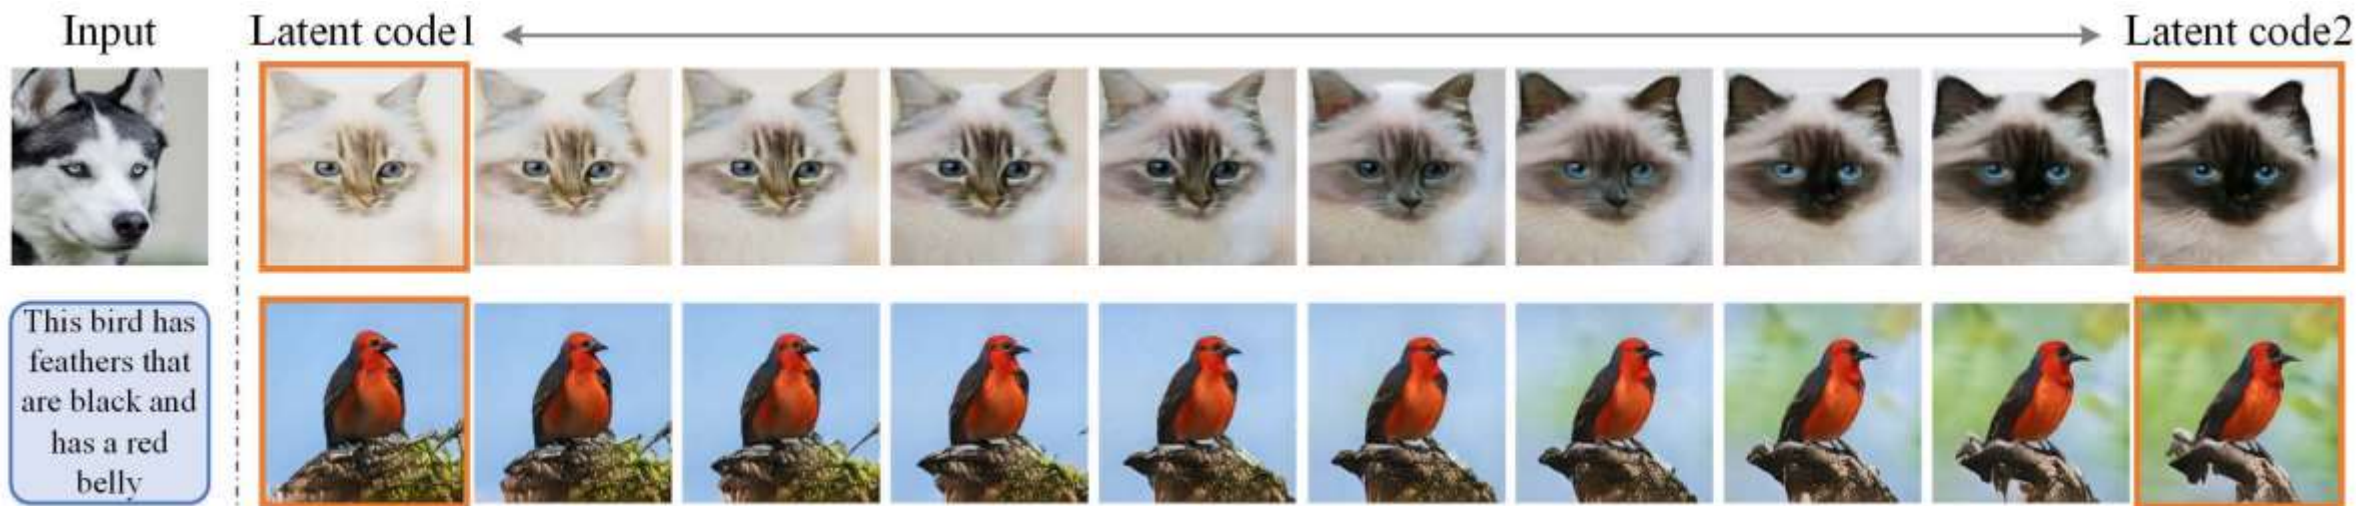 Input
Latent code1
Latent code2
This bird has
feathers that
are black and
has a red
belly